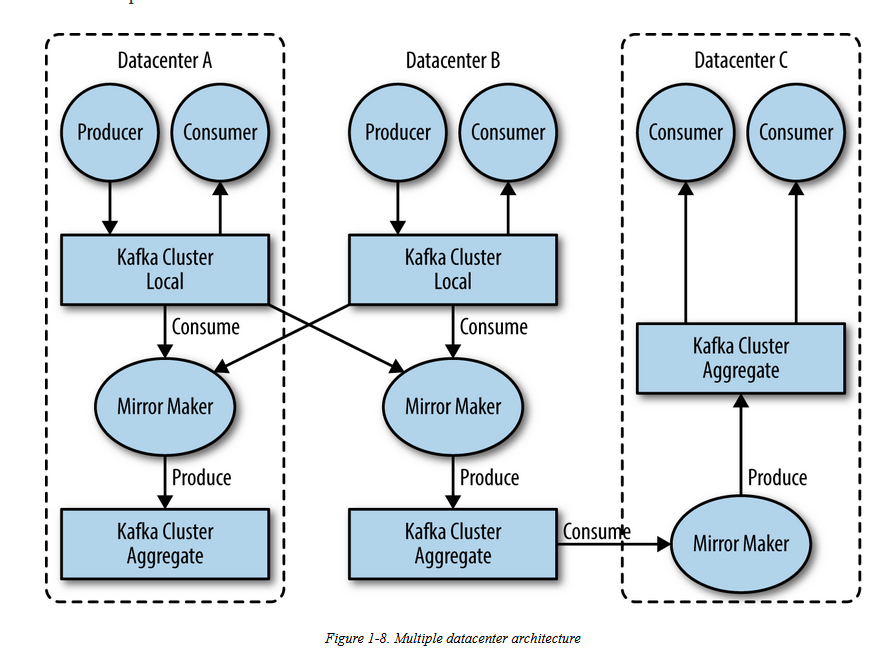 Datacenter A
Datacenter B
Datacenter C
Producer
Consumer
Producer
Consumer
Consumer
Consumer
Kafka Cluster
Local
Kafka Cluster
Local
Consume
Consume
Kafka Cluster
Aggregate
Mirror Maker
Mirror Maker
Produce
Produce
Produce
Kafka Cluster
Aggregate
Kafka Cluster
Aggregate
Consume
Mirror Maker
Figure 1-8. Multiple datacenter architecture